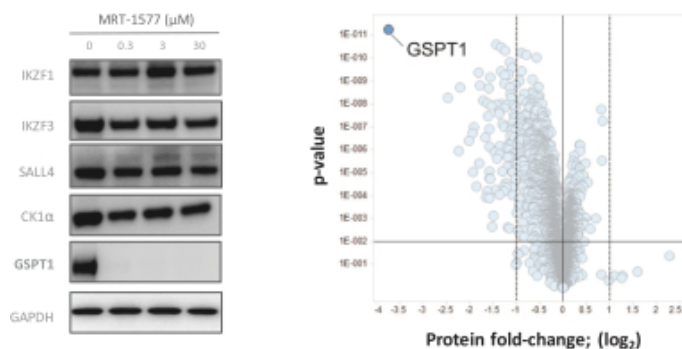 MRT-1577 (µM)
0 0.3 3 30
IKZF1
IKZF3
SALL4
CK1α
GSPT1
GAPDH
GSPT1
p-value
1E-011
1E-010
1E-009
1E-008
1E-007
1E-006
1E-005
1E-004
1E-003
1E-002
1E-001
-4 -3.5 -3 -2.5 -2 -1.5 -1 -0.5 0 0.5 1 1.5 2 2.5
Protein fold-change; (log₂)